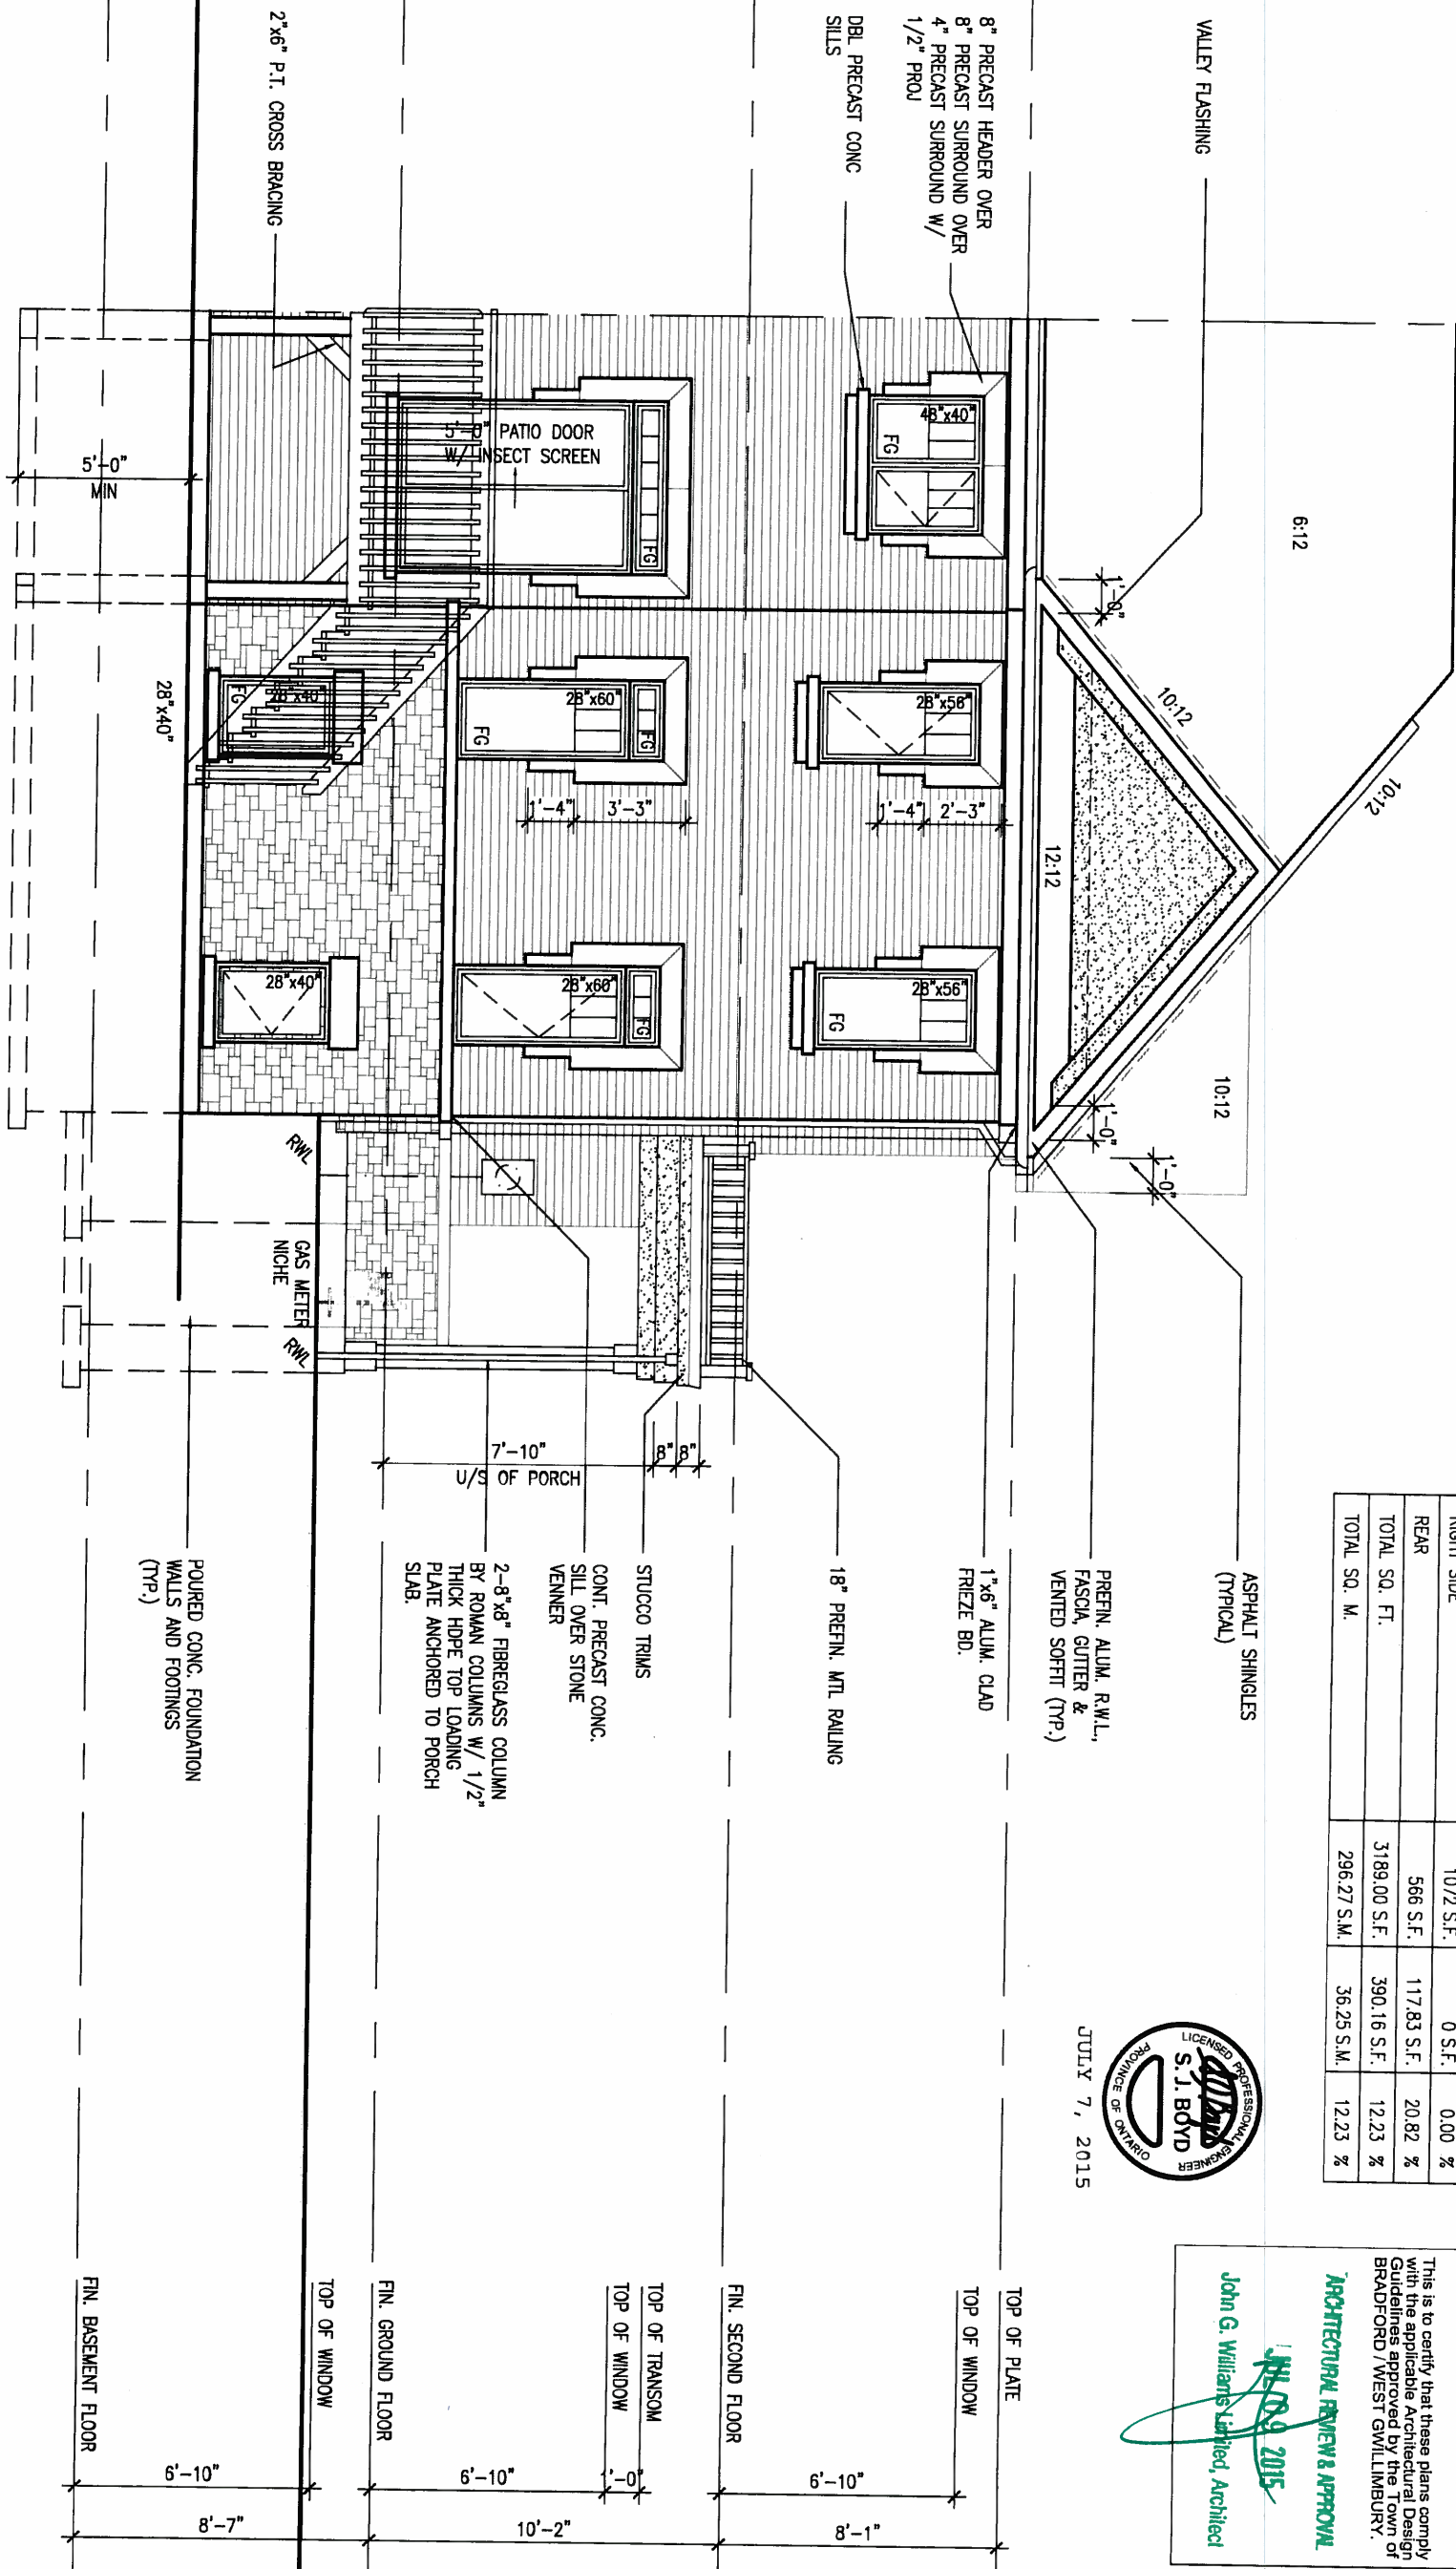 RIGHT SIDE 1072 S.F. 0 S.F. 0.00 %
REAR 566 S.F. 117.83 S.F. 20.82 %
TOTAL SQ. FT. 3189.00 S.F. 390.16 S.F. 12.23 %
TOTAL SQ. M. 296.27 S.M. 36.25 S.M. 12.23 %
This is to certify that these plans comply
with the applicable Architectural Design
Guidelines approved by the Town of
BRADFORD / WEST GWILLIMBURY.
ARCHITECTURAL REVIEW & APPROVAL
JUL 09 2015
John G. Williams Limited, Architect
LICENSED PROFESSIONAL ENGINEER
S. J. BOYD
PROVINCE OF ONTARIO
JULY 7, 2015
6:12
10:12
10:12
10:12
12:12
1'-0"
1'-0"
1'-0"
VALLEY FLASHING
8" PRECAST HEADER OVER
8" PRECAST SURROUND OVER
4" PRECAST SURROUND W/
1/2" PROJ
DBL PRECAST CONC
SILLS
2"x6" P.T. CROSS BRACING
48"x40"
FG
28"x56"
28"x56"
FG
1'-4"
2'-3"
5'-0" PATIO DOOR
W/ INSECT SCREEN
FG
28"x60"
FG
FG
28"x60"
FG
1'-4"
3'-3"
28"x40"
FG
28"x40"
28"x40"
5'-0"
MIN
RWL
GAS METER
NICHE
RWL
7'-10"
U/S OF PORCH
8"
8"
ASPHALT SHINGLES
(TYPICAL)
PREFIN. ALUM. R.W.L.,
FASCIA, GUTTER &
VENTED SOFFIT (TYP.)
1"x6" ALUM. CLAD
FRIEZE BD.
18" PREFIN. MTL RAILING
STUCCO TRIMS
CONT. PRECAST CONC.
SILL OVER STONE
VENNER
2-8"x8" FIBREGLASS COLUMN
BY ROMAN COLUMNS W/ 1/2"
THICK HDPE TOP LOADING
PLATE ANCHORED TO PORCH
SLAB.
POURED CONC. FOUNDATION
WALLS AND FOOTINGS
(TYP.)
TOP OF PLATE
TOP OF WINDOW
FIN. SECOND FLOOR
TOP OF TRANSOM
TOP OF WINDOW
FIN. GROUND FLOOR
TOP OF WINDOW
FIN. BASEMENT FLOOR
6'-10"
8'-1"
1'-0"
6'-10"
10'-2"
6'-10"
8'-7"